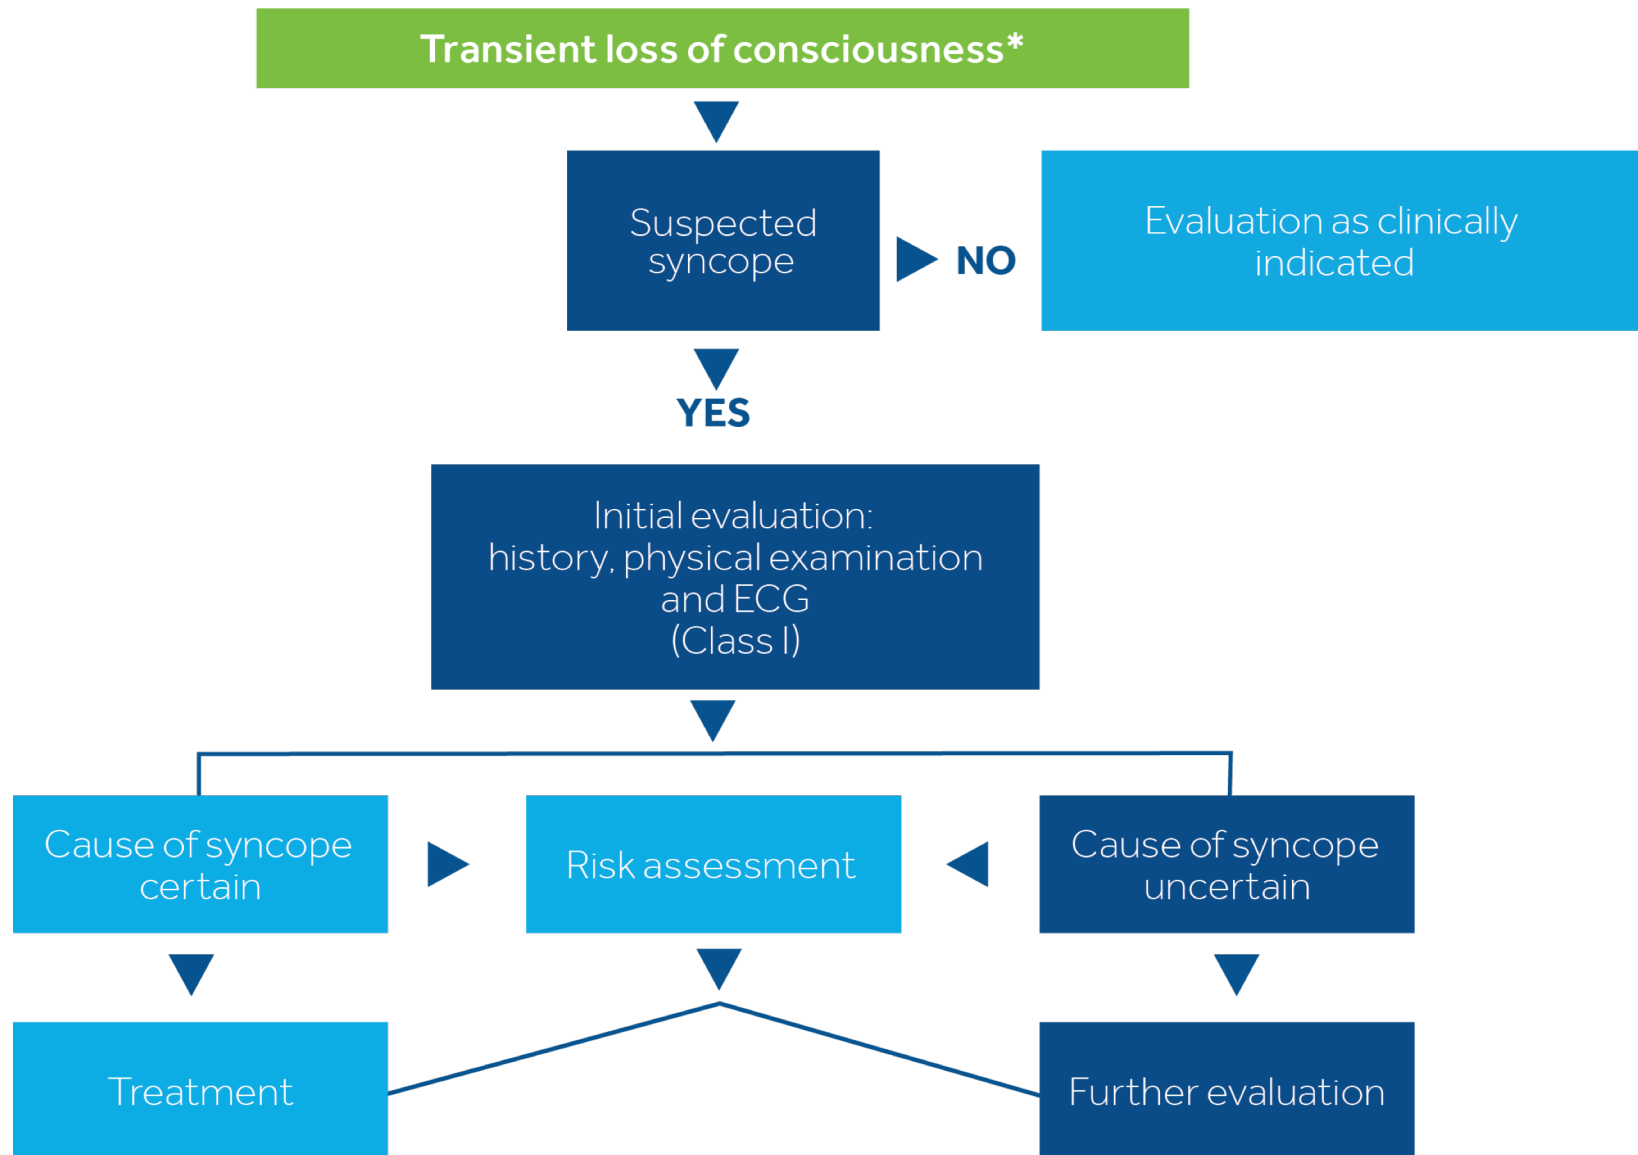 Transient loss of consciousness*
Suspected
syncope
NO
Evaluation as clinically
indicated
YES
Initial evaluation:
history, physical examination
and ECG
(Class I)
Cause of syncope
certain
Risk assessment
Cause of syncope
uncertain
Treatment
Further evaluation